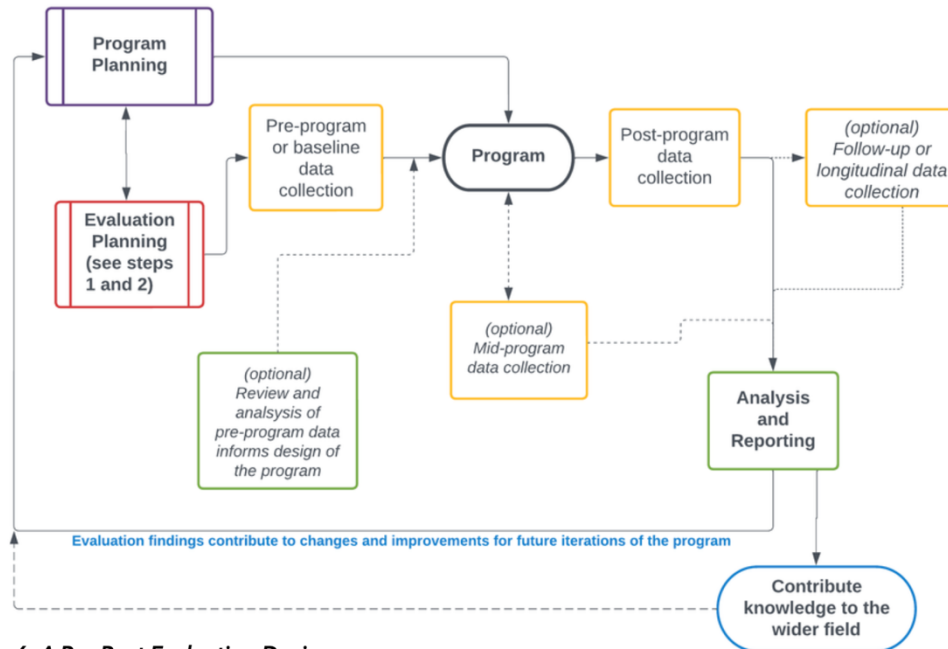 Program
Planning
Pre-program
or baseline
data
collection
Program
Post-program
data
collection
(optional)
Follow-up or
longitudinal data
collection
Evaluation
Planning
(see steps
1 and 2)
(optional)
Mid-program
data collection
(optional)
Review and
analsysis of
pre-program data
informs design of
the program
Analysis
and
Reporting
Evaluation findings contribute to changes and improvements for future iterations of the program
Contribute
knowledge to the
wider field